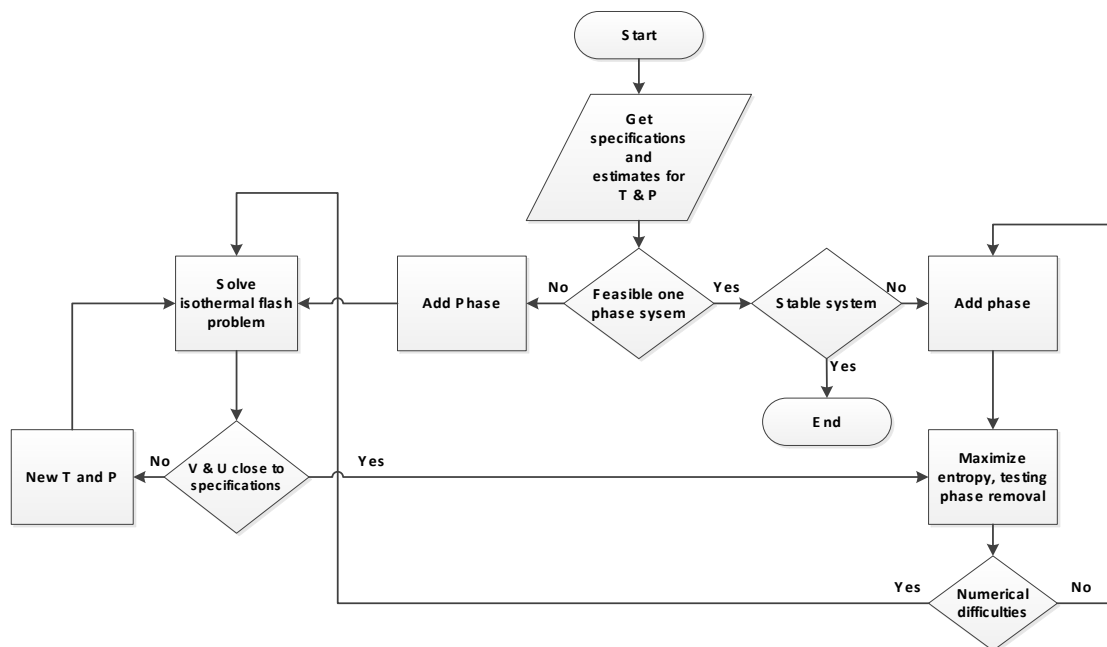 Start
Get
specifications
and
estimates for
T & P
Solve
isothermal flash
problem
Add Phase
No
Feasible one
phase sysem
Yes
Stable system
No
Add phase
Yes
End
New T and P
No
V & U close to
specifications
Yes
Maximize
entropy, testing
phase removal
Yes
Numerical
difficulties
No